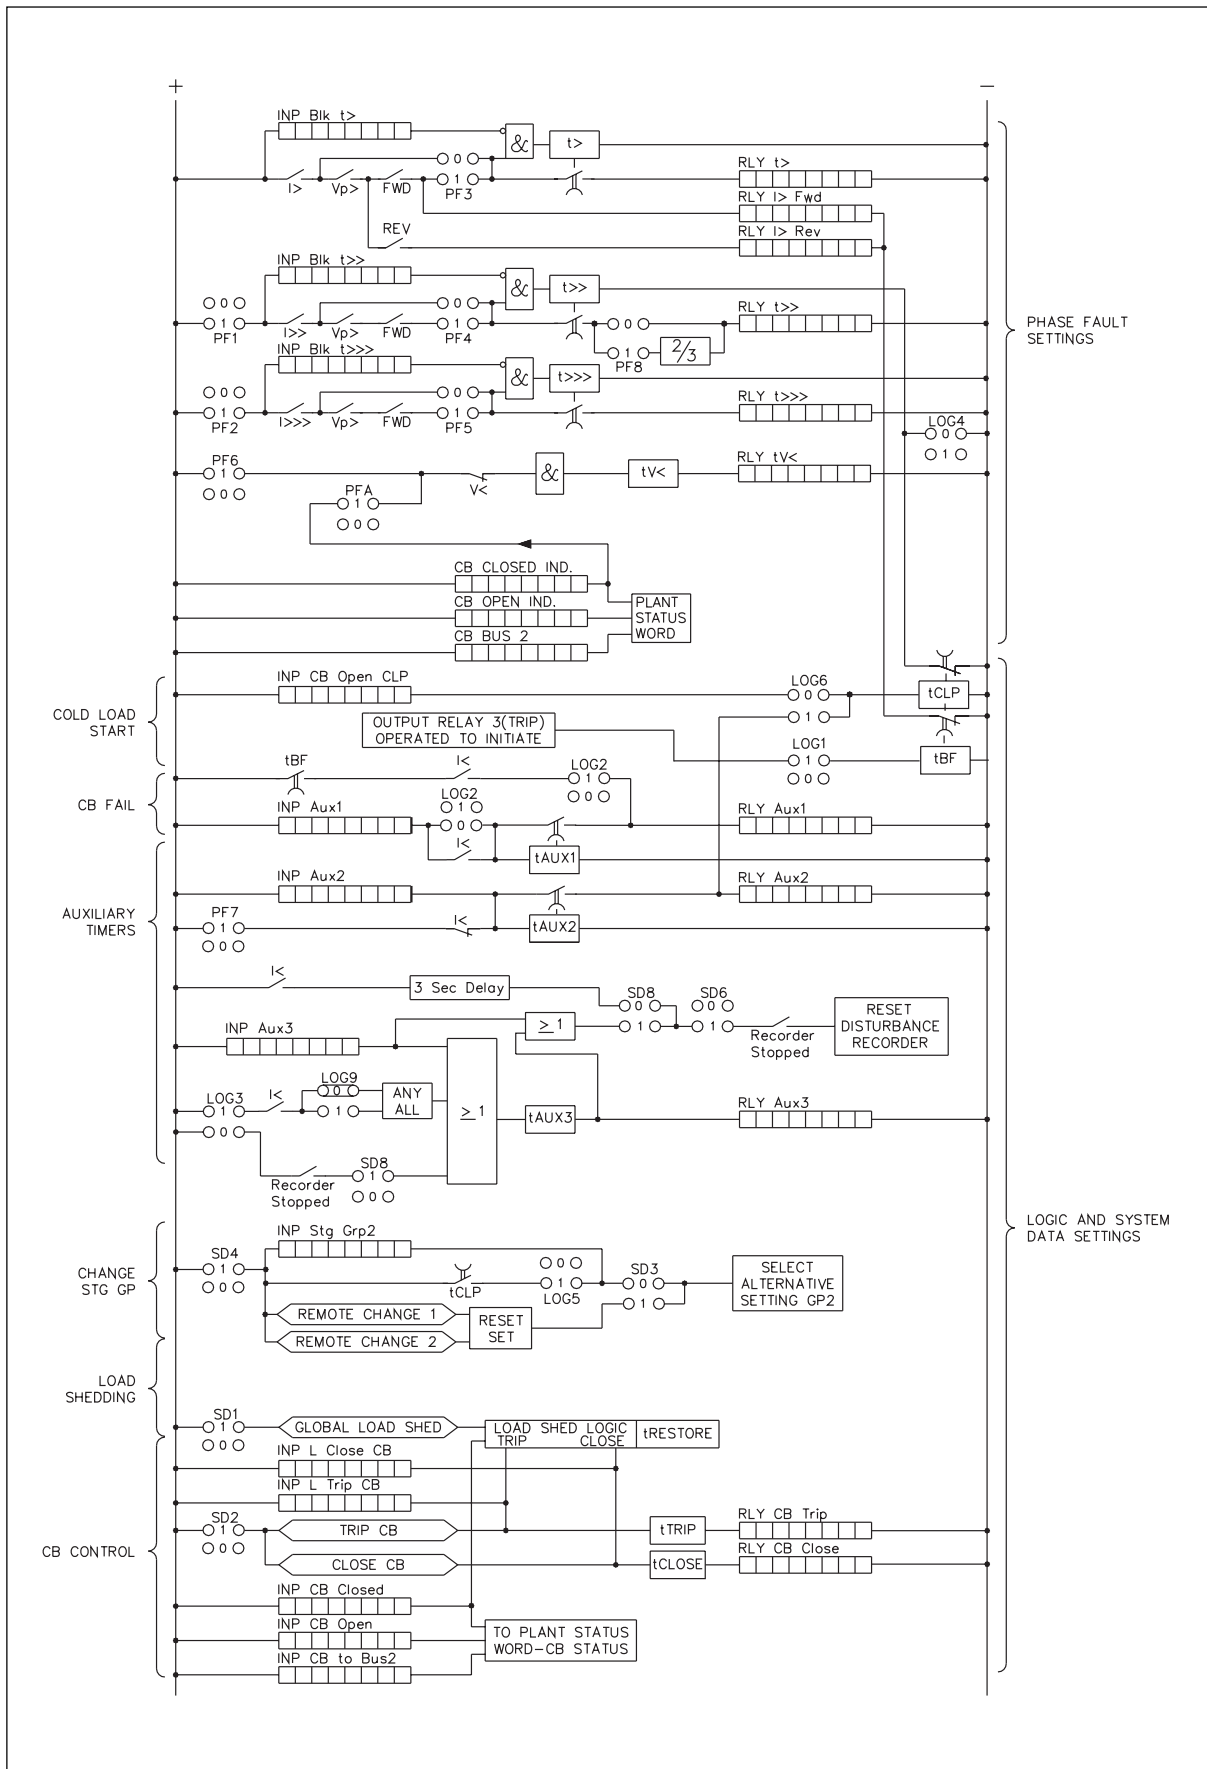 + −
INP Blk t>
&
t>
0
1
I> Vp> FWD PF3
RLY t>
RLY I> Fwd
REV
RLY I> Rev
INP Blk t>>
&
t>>
0
0
1
PF1
I>> Vp> FWD
1
PF4
0
1
PF8
2/3
RLY t>>
PHASE FAULT
SETTINGS
INP Blk t>>>
&
t>>>
0
0
1
PF2
I>>> Vp> FWD
1
PF5
RLY t>>>
LOG4
0
1
PF6
1
0
V<
&
tV<
RLY tV<
PFA
1
0
CB CLOSED IND.
CB OPEN IND.
CB BUS 2
PLANT
STATUS
WORD
COLD LOAD
START
INP CB Open CLP
LOG6
0
1
tCLP
OUTPUT RELAY 3(TRIP)
OPERATED TO INITIATE
LOG1
1
0
tBF
CB FAIL
tBF
I<
LOG2
1
0
INP Aux1
LOG2
1
0
I<
tAUX1
RLY Aux1
AUXILIARY
TIMERS
INP Aux2
RLY Aux2
PF7
1
0
I<
tAUX2
I<
3 Sec Delay
SD8
0
1
SD6
0
1
Recorder
Stopped
RESET
DISTURBANCE
RECORDER
INP Aux3
≥1
LOG3
1
0
I<
LOG9
0
1
ANY
ALL
≥1
tAUX3
RLY Aux3
Recorder
Stopped
SD8
1
0
LOGIC AND SYSTEM
DATA SETTINGS
CHANGE
STG GP
INP Stg Grp2
SD4
1
0
tCLP
0
1
LOG5
SD3
0
1
SELECT
ALTERNATIVE
SETTING GP2
REMOTE CHANGE 1
REMOTE CHANGE 2
RESET
SET
LOAD
SHEDDING
SD1
1
0
GLOBAL LOAD SHED
LOAD SHED LOGIC
TRIP CLOSE
tRESTORE
CB CONTROL
INP L Close CB
INP L Trip CB
SD2
1
0
TRIP CB
tTRIP
RLY CB Trip
CLOSE CB
tCLOSE
RLY CB Close
INP CB Closed
INP CB Open
INP CB to Bus2
TO PLANT STATUS
WORD-CB STATUS